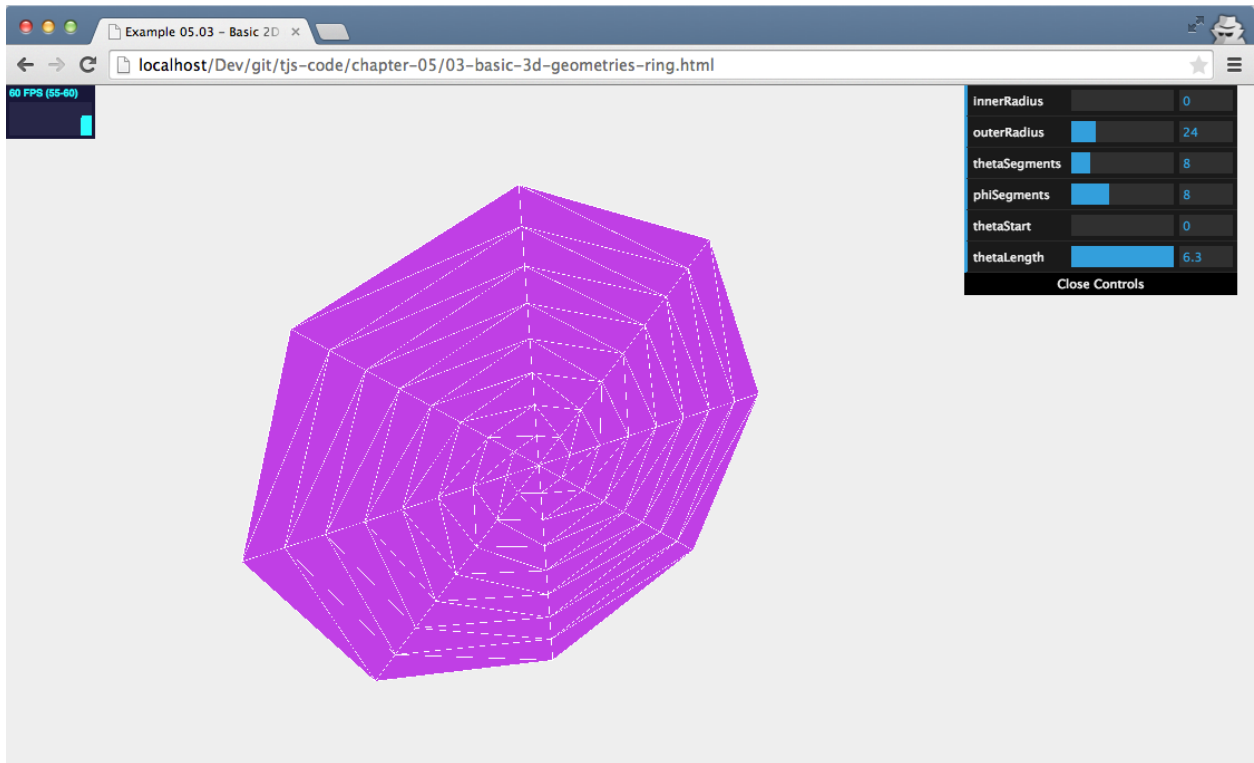 Example 05.03 – Basic 2D
localhost/Dev/git/tjs-code/chapter-05/03-basic-3d-geometries-ring.html
60 FPS (55-60)
innerRadius 0
outerRadius 24
thetaSegments 8
phiSegments 8
thetaStart 0
thetaLength 6.3
Close Controls